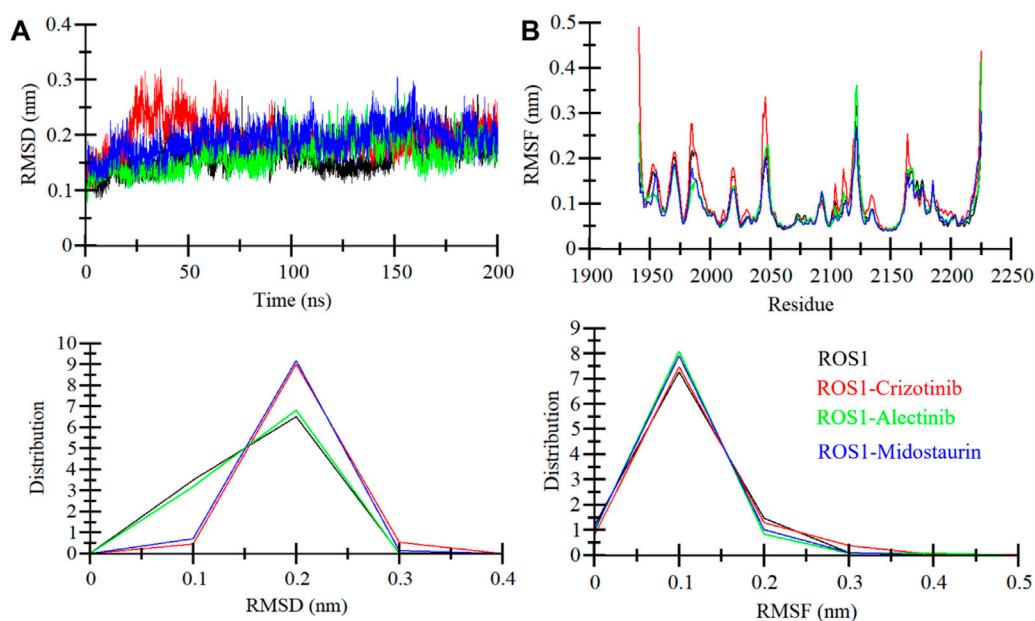 A
RMSD (nm)
0.4
0.3
0.2
0.1
0
0 50 100 150 200
Time (ns)
B
RMSF (nm)
0.5
0.4
0.3
0.2
0.1
0
1900 1950 2000 2050 2100 2150 2200 2250
Residue
Distribution
10
9
8
7
6
5
4
3
2
1
0
0 0.1 0.2 0.3 0.4
RMSD (nm)
Distribution
9
8
7
6
5
4
3
2
1
0
ROS1
ROS1-Crizotinib
ROS1-Alectinib
ROS1-Midostaurin
0 0.1 0.2 0.3 0.4 0.5
RMSF (nm)